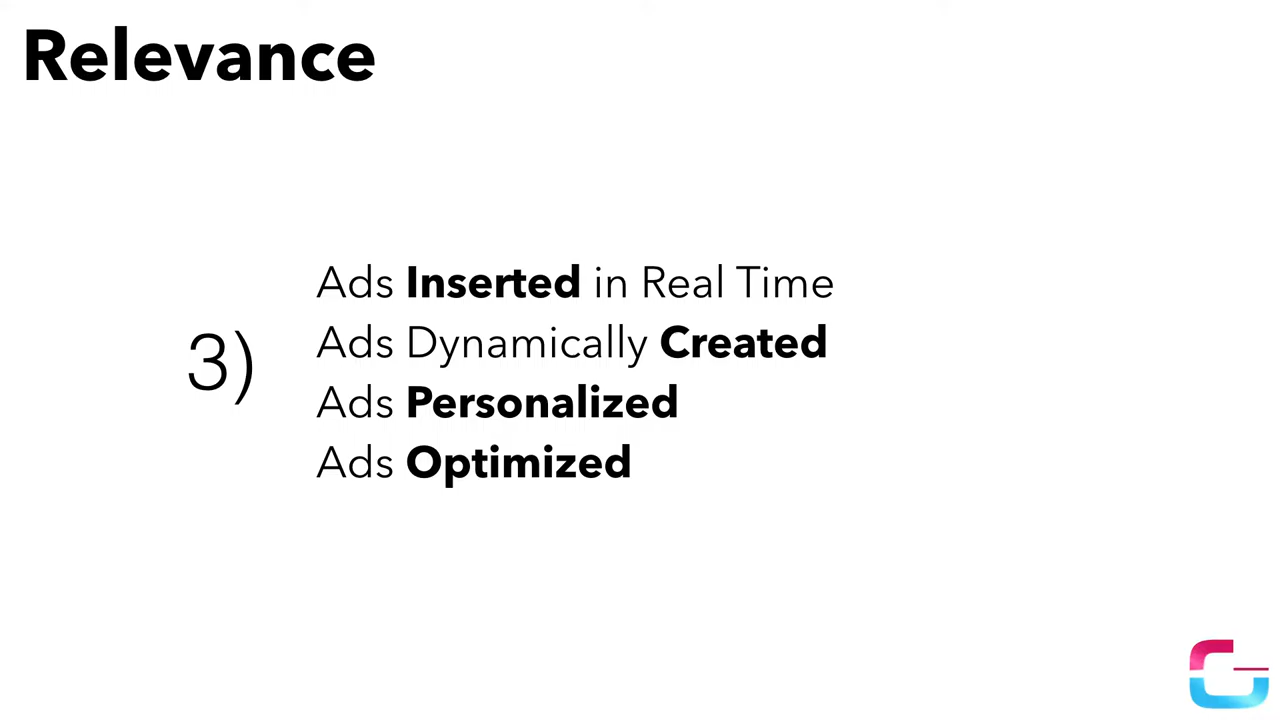 Relevance
3)
Ads Inserted in Real Time
Ads Dynamically Created
Ads Personalized
Ads Optimized